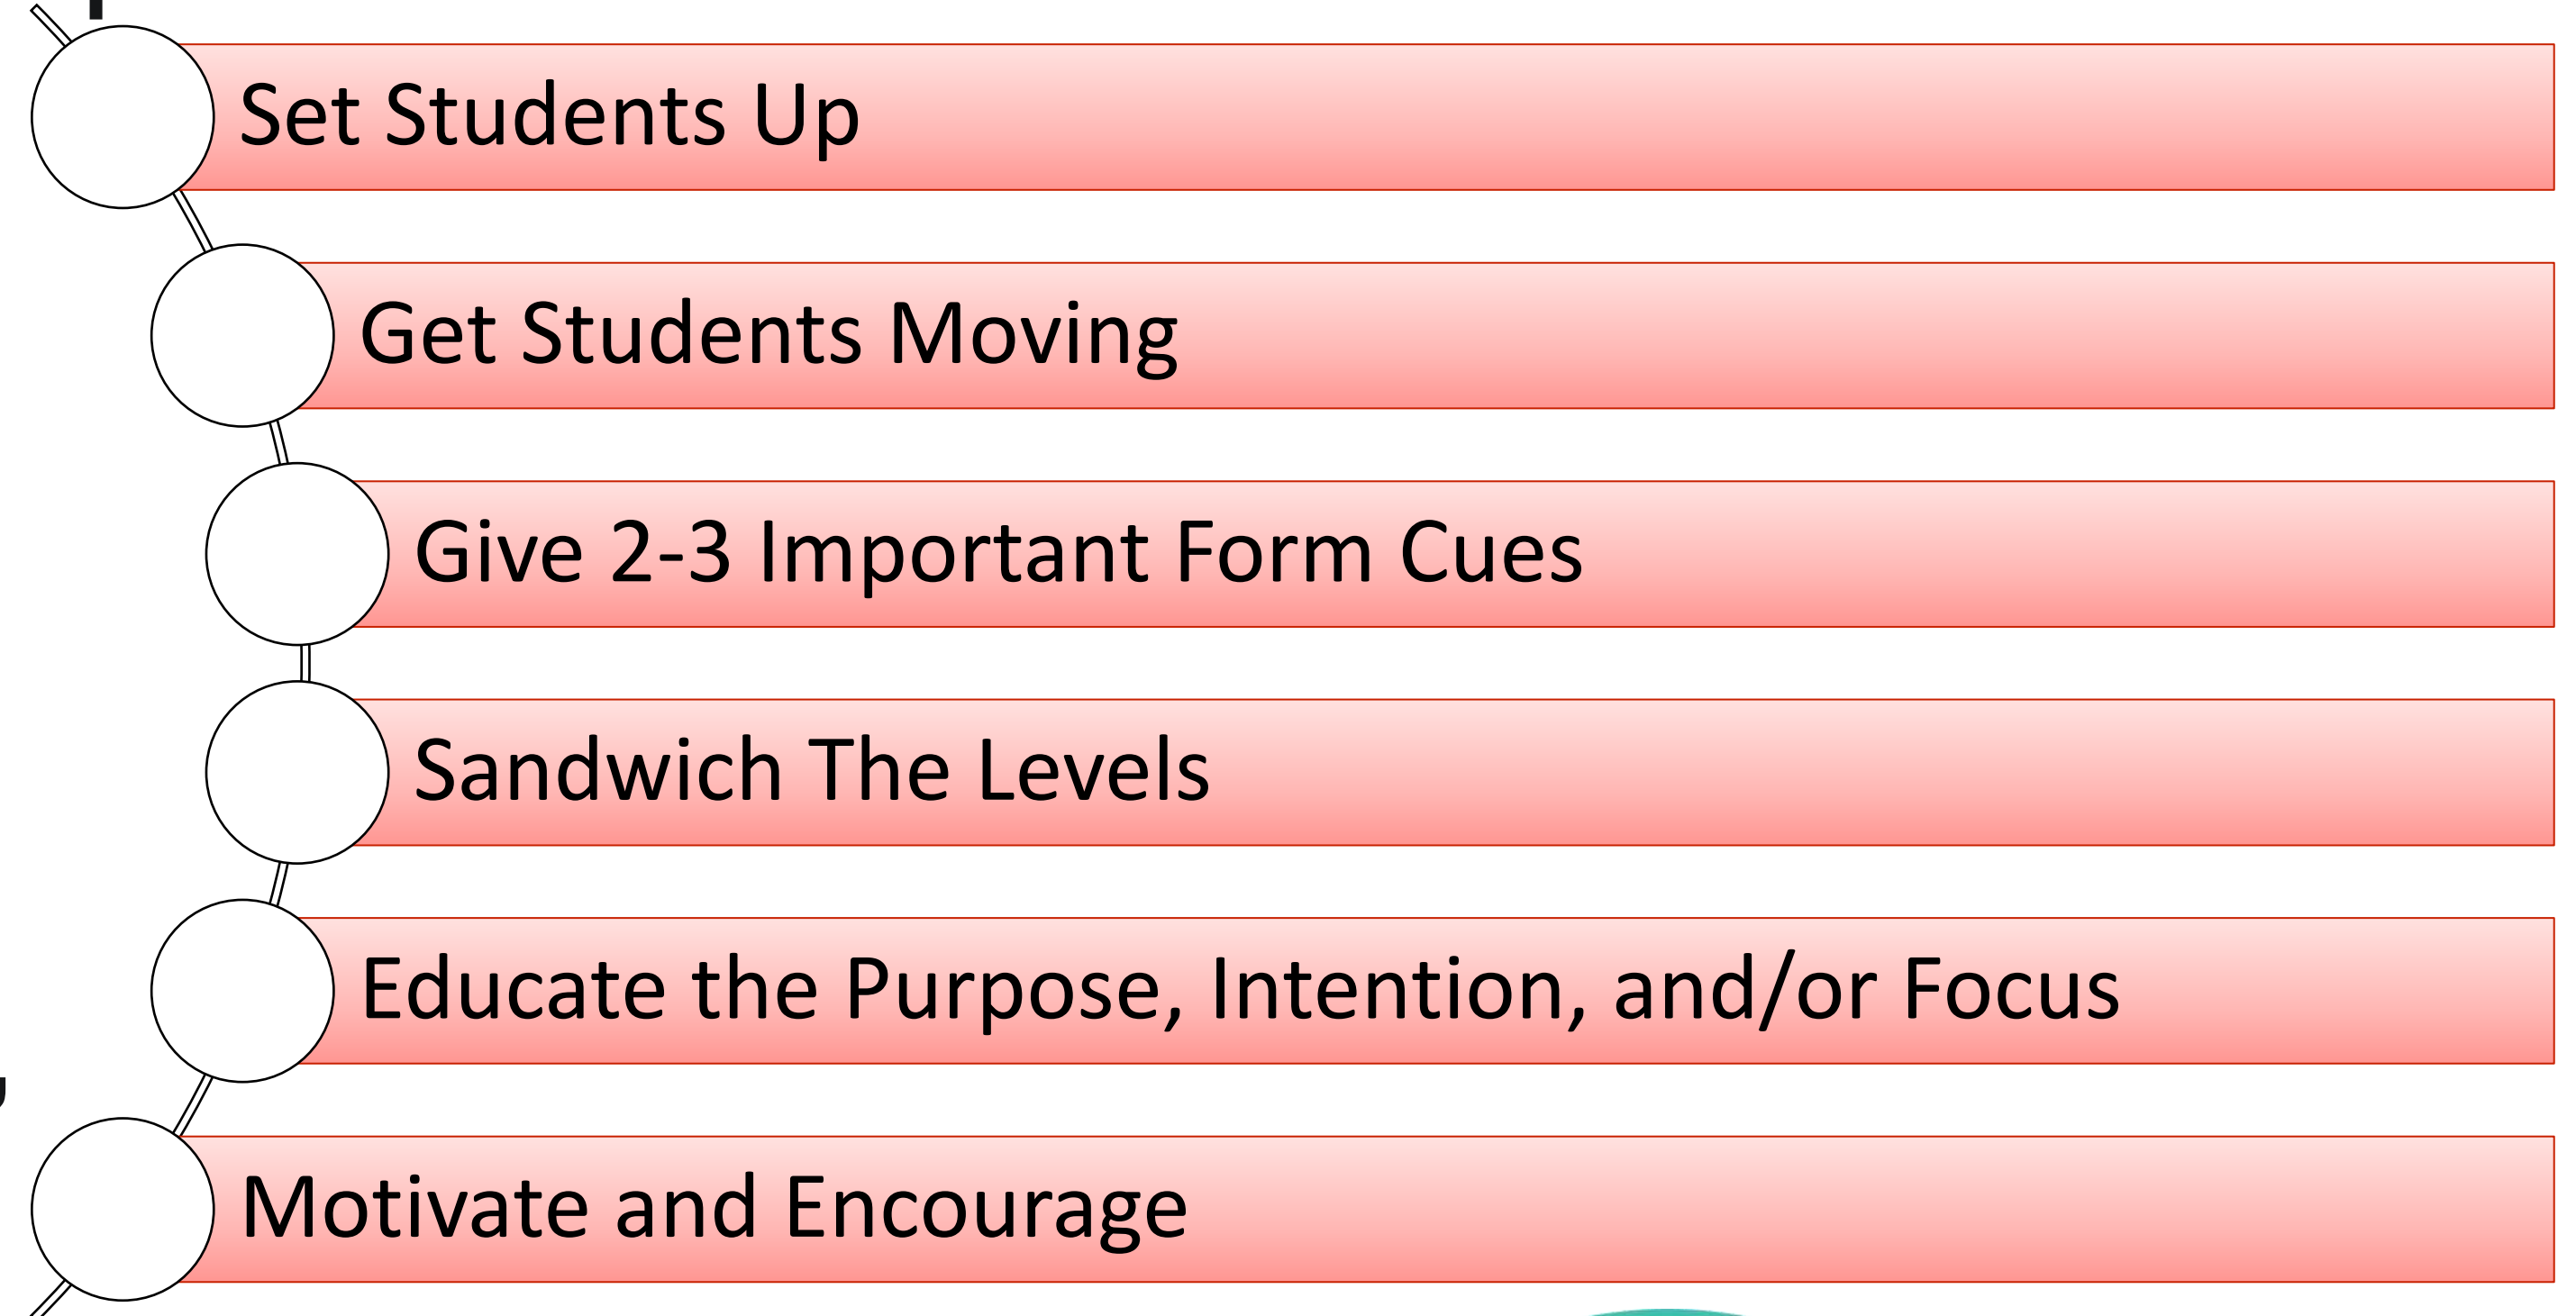 Set Students Up
Get Students Moving
Give 2-3 Important Form Cues
Sandwich The Levels
Educate the Purpose, Intention, and/or Focus
Motivate and Encourage